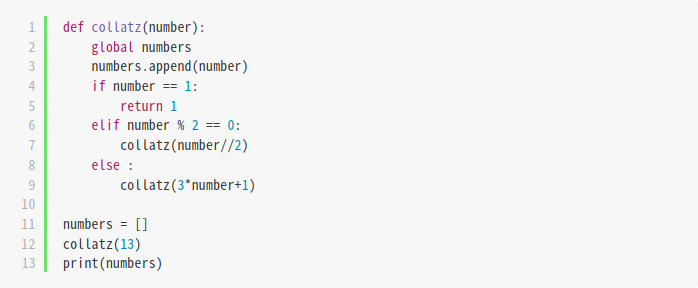 1 def collatz(number):
2     global numbers
3     numbers.append(number)
4     if number == 1:
5         return 1
6     elif number % 2 == 0:
7         collatz(number//2)
8     else :
9         collatz(3*number+1)
10
11 numbers = []
12 collatz(13)
13 print(numbers)